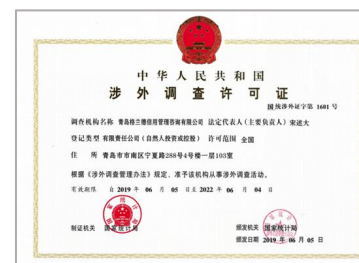 中华人民共和国
涉外调查许可证
国统涉外证字第 1601 号
调查机构名称 青岛格兰德信用管理咨询有限公司 法定代表人(主要负责人)宋述大
登记类型 有限责任公司(自然人投资或控股) 许可范围 全国
住 所 青岛市市南区宁夏路288号4号楼一层103室
根据《涉外调查管理办法》规定,准予该机构从事涉外调查活动。
有效期限 自 2019 年 06 月 05 日至 2022 年 06 月 04 日
制证机关 国家统计局
颁发机关 国家统计局
颁发日期 2019 年 06 月 05 日